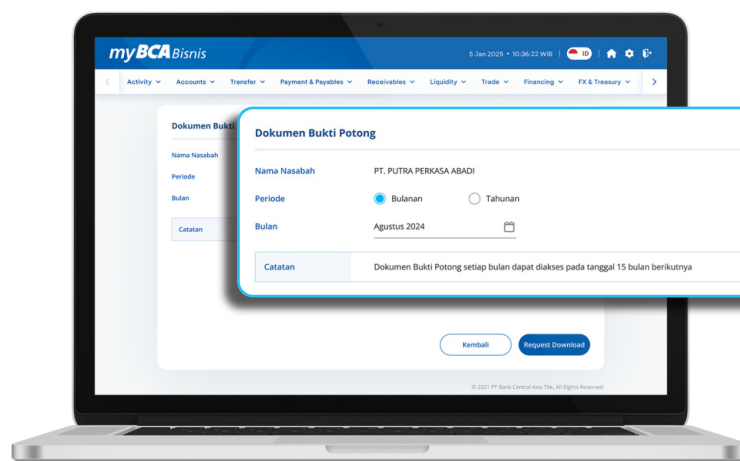 myBCA Bisnis
5 Jan 2025 • 10:36:22 WIB | ID
Activity Accounts Transfer Payment & Payables Receivables Liquidity Trade Financing FX & Treasury
Dokumen Bukti
Nama Nasabah
Periode
Bulan
Catatan
Dokumen Bukti Potong
Nama Nasabah PT. PUTRA PERKASA ABADI
Periode Bulanan Tahunan
Bulan Agustus 2024
Catatan Dokumen Bukti Potong setiap bulan dapat diakses pada tanggal 15 bulan berikutnya
Kembali Request Download
© 2021 PT Bank Central Asia Tbk, All Rights Reserved.